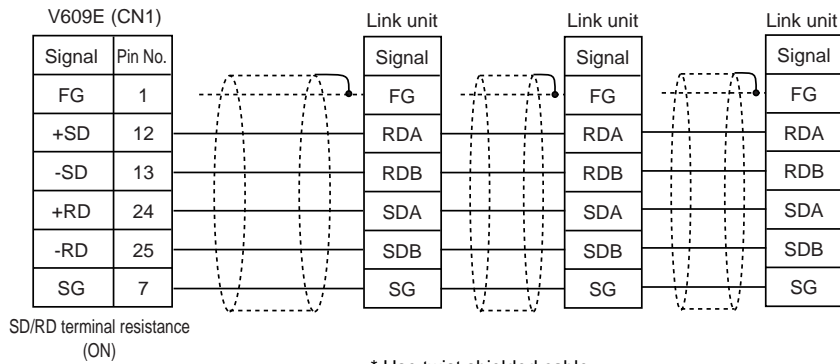 V609E (CN1)
Link unit
Link unit
Link unit
Signal Pin No.
Signal
Signal
Signal
FG 1
FG
FG
FG
+SD 12
RDA
RDA
RDA
-SD 13
RDB
RDB
RDB
+RD 24
SDA
SDA
SDA
-RD 25
SDB
SDB
SDB
SG 7
SG
SG
SG
SD/RD terminal resistance
(ON)